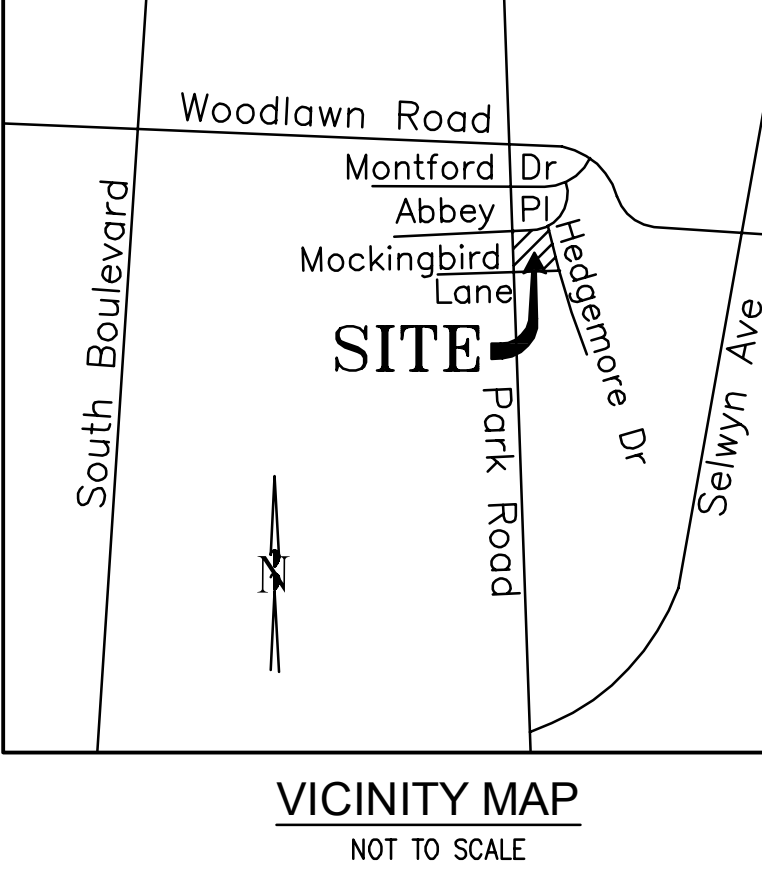 Woodlawn Road
Montford Dr
Abbey Pl
Mockingbird
Lane
Hedgemore Dr
SITE
South Boulevard
Park Road
Selwyn Ave
N
VICINITY MAP
NOT TO SCALE